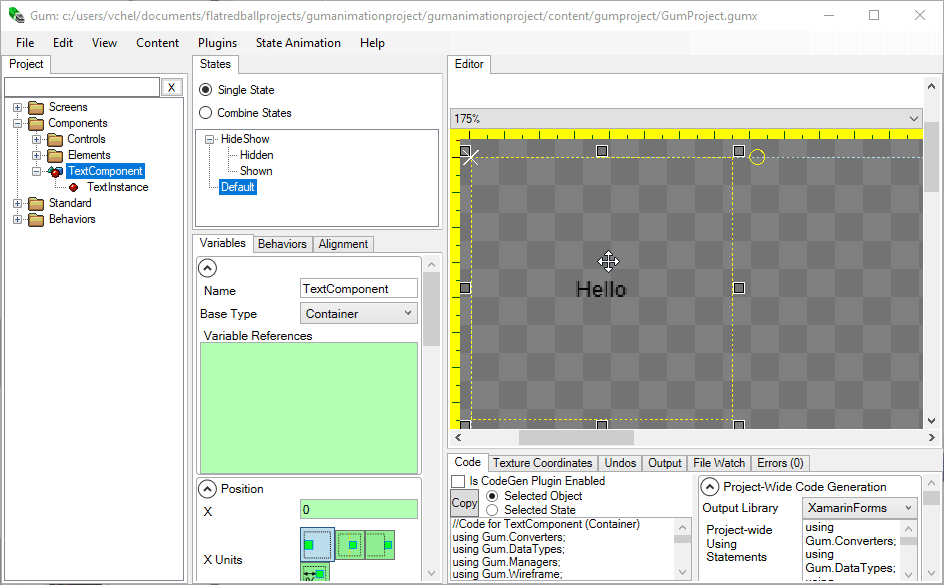 Gum: c:/users/vchel/documents/flatredballprojects/gumanimationproject/gumanimationproject/content/gumproject/GumProject.gumx
File Edit View Content Plugins State Animation Help
Project
X
Screens
Components
Controls
Elements
TextComponent
TextInstance
Standard
Behaviors
States
Single State
Combine States
HideShow
Hidden
Shown
Default
Variables Behaviors Alignment
Name TextComponent
Base Type Container
Variable References
Position
X 0
X Units
Editor
175%
Hello
Code Texture Coordinates Undos Output File Watch Errors (0)
Is CodeGen Plugin Enabled
Copy
Selected Object
Selected State
//Code for TextComponent (Container)
using Gum.Converters;
using Gum.DataTypes;
using Gum.Managers;
using Gum.Wireframe;
Project-Wide Code Generation
Output Library XamarinForms
Project-wide
Using
Statements
using
Gum.Converters;
using
Gum.DataTypes;
using